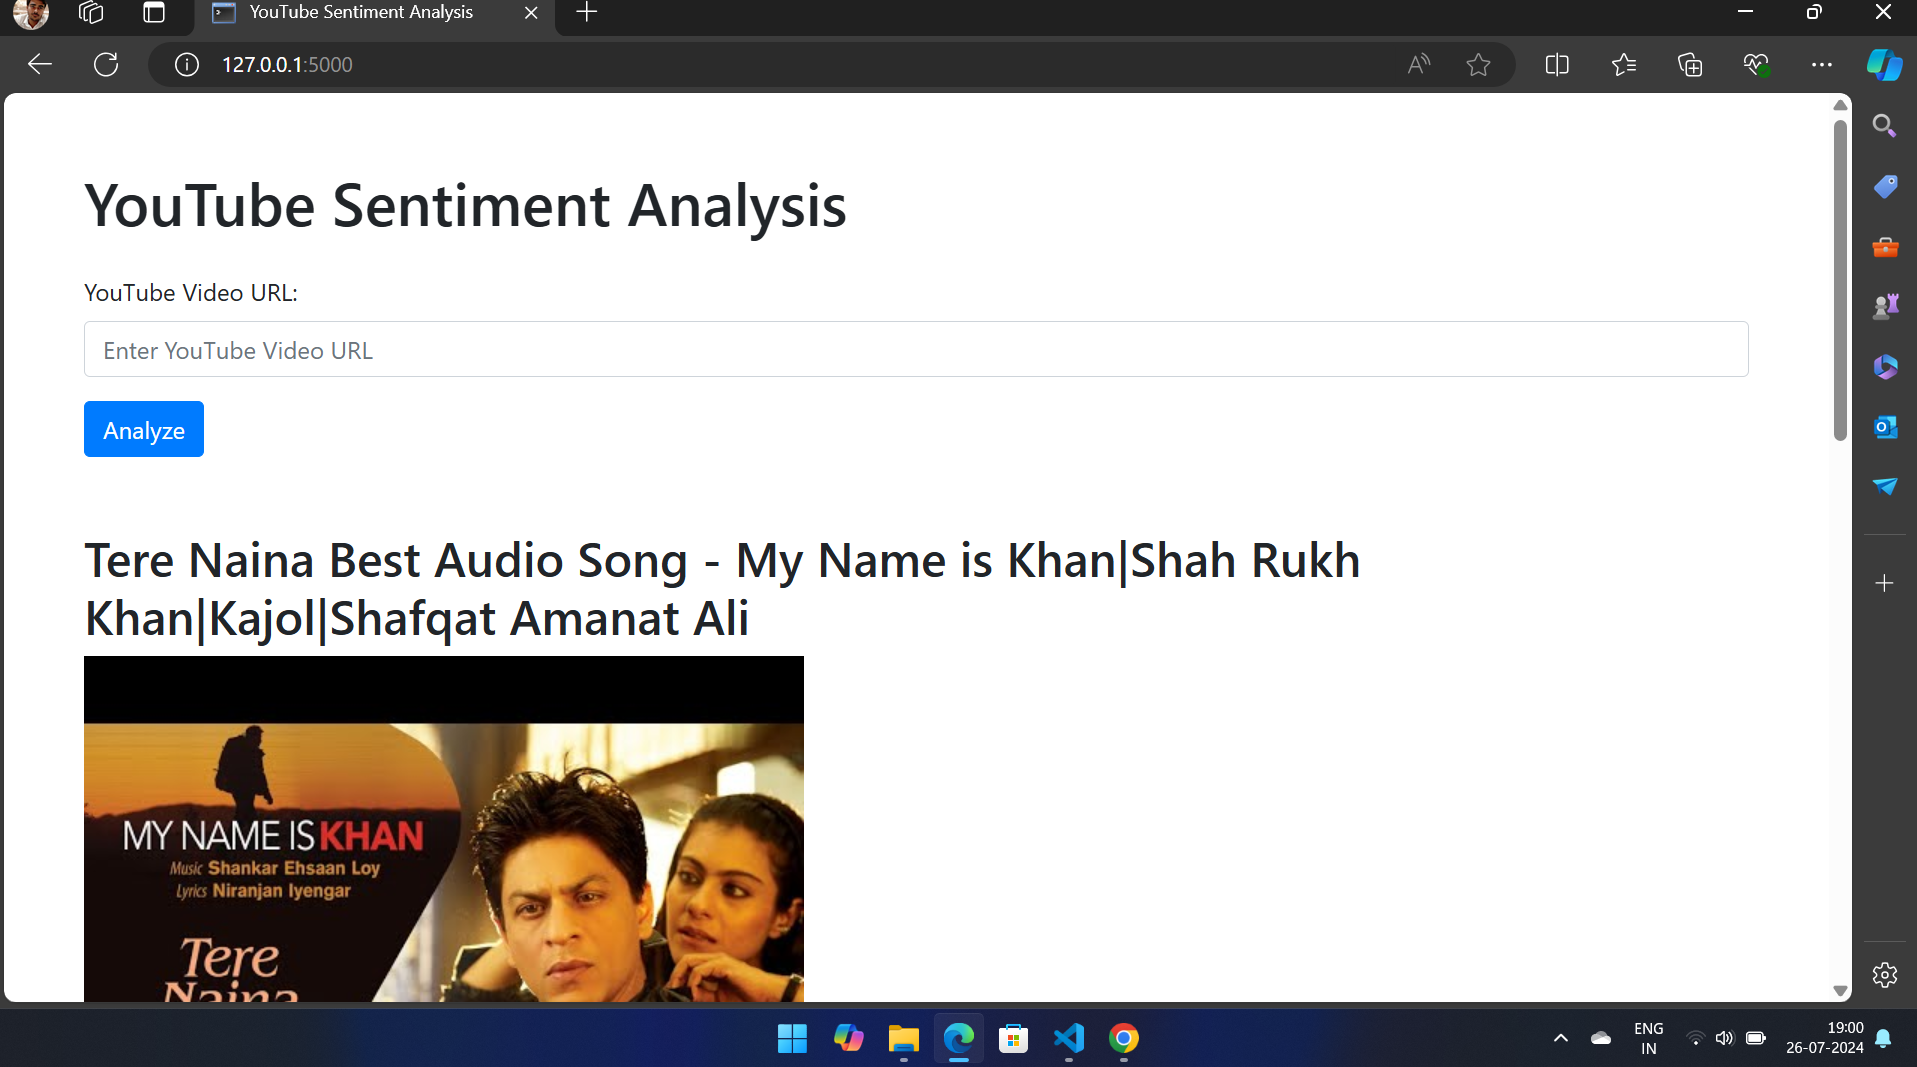 YouTube Sentiment Analysis
127.0.0.1:5000
YouTube Sentiment Analysis
YouTube Video URL:
Enter YouTube Video URL
Analyze
Tere Naina Best Audio Song - My Name is Khan|Shah Rukh
Khan|Kajol|Shafqat Amanat Ali
MY NAME IS KHAN
Music Shankar Ehsaan Loy
Lyrics Niranjan Iyengar
Tere
Naina
ENG
IN
19:00
26-07-2024